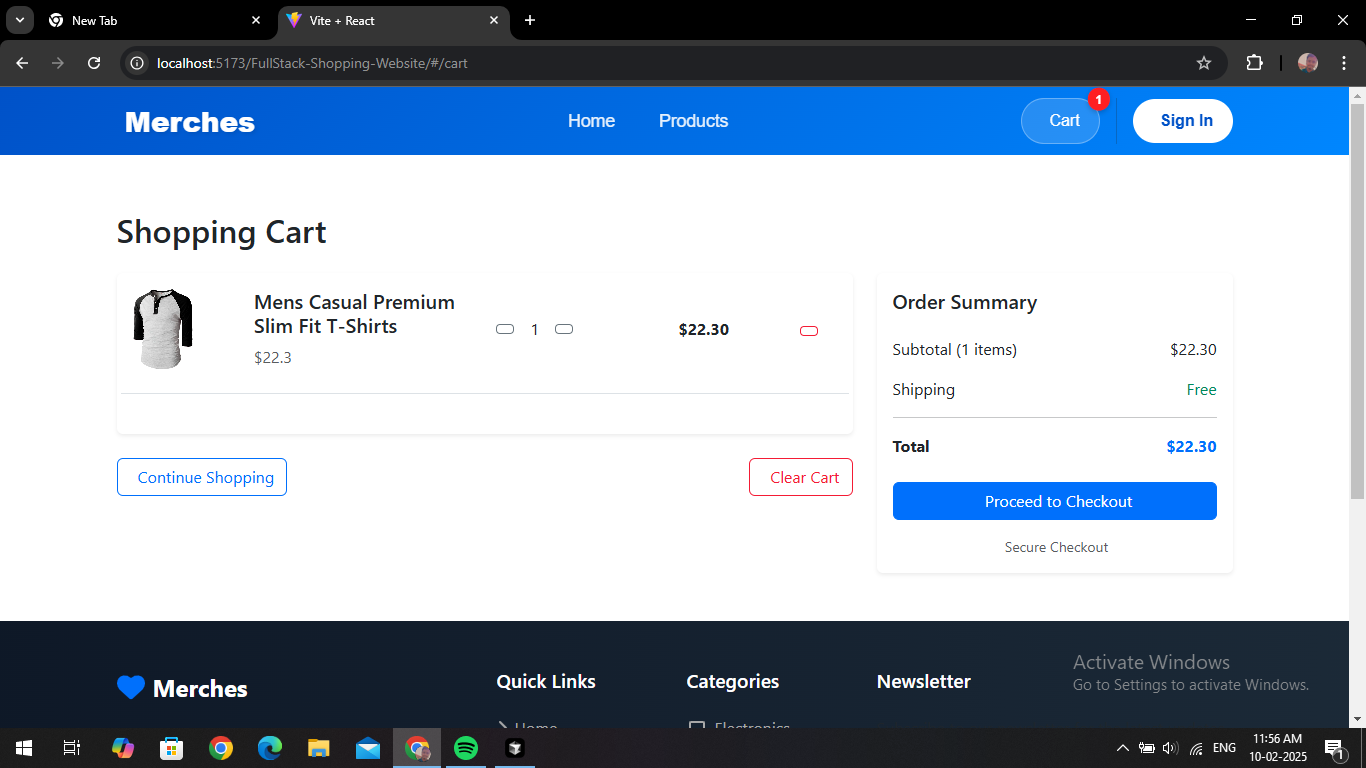 New Tab
Vite + React
localhost:5173/FullStack-Shopping-Website/#/cart
Merches
Home
Products
Cart
1
Sign In
Shopping Cart
Mens Casual Premium
Slim Fit T-Shirts
$22.3
1
$22.30
Continue Shopping
Clear Cart
Order Summary
Subtotal (1 items) $22.30
Shipping Free
Total $22.30
Proceed to Checkout
Secure Checkout
Merches
Quick Links
Home
Categories
Electronics
Newsletter
Activate Windows
Go to Settings to activate Windows.
ENG
11:56 AM
10-02-2025
1